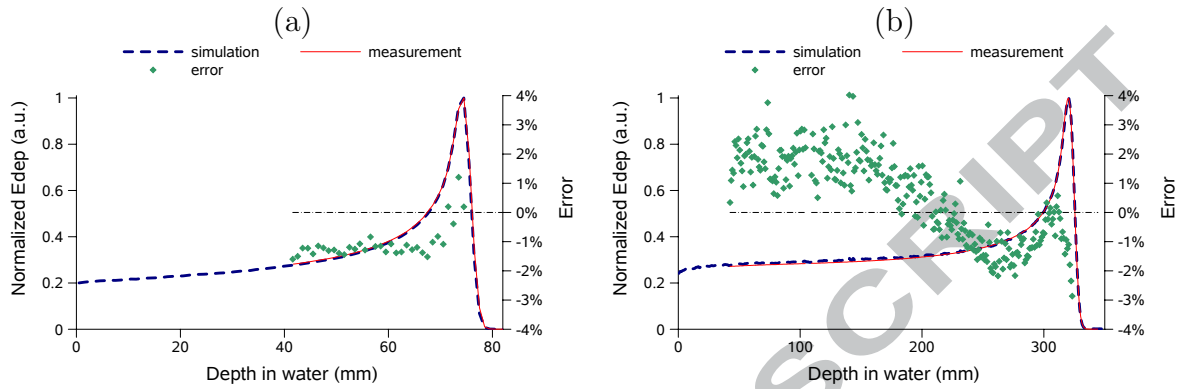 (a)
simulation measurement
error
1
0.8
0.6
0.4
0.2
0
Normalized Edep (a.u.)
4%
3%
2%
1%
0%
-1%
-2%
-3%
-4%
Error
0 20 40 60 80
Depth in water (mm)
(b)
simulation measurement
error
1
0.8
0.6
0.4
0.2
0
Normalized Edep (a.u.)
4%
3%
2%
1%
0%
-1%
-2%
-3%
-4%
Error
0 100 200 300
Depth in water (mm)
SCRIPT